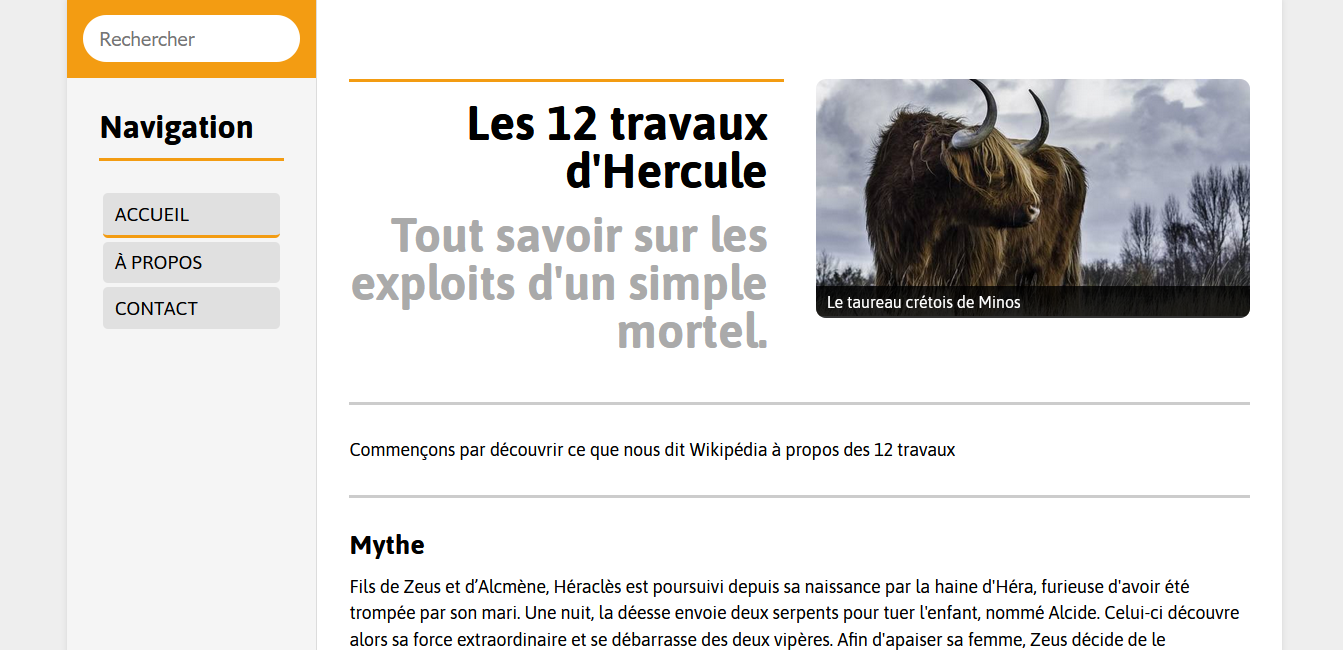 Rechercher
Navigation
ACCUEIL
À PROPOS
CONTACT
Les 12 travaux
d'Hercule
Tout savoir sur les
exploits d'un simple
mortel.
Le taureau crétois de Minos
Commençons par découvrir ce que nous dit Wikipédia à propos des 12 travaux
Mythe
Fils de Zeus et d’Alcmène, Héraclès est poursuivi depuis sa naissance par la haine d'Héra, furieuse d'avoir été
trompée par son mari. Une nuit, la déesse envoie deux serpents pour tuer l'enfant, nommé Alcide. Celui-ci découvre
alors sa force extraordinaire et se débarrasse des deux vipères. Afin d'apaiser sa femme, Zeus décide de le